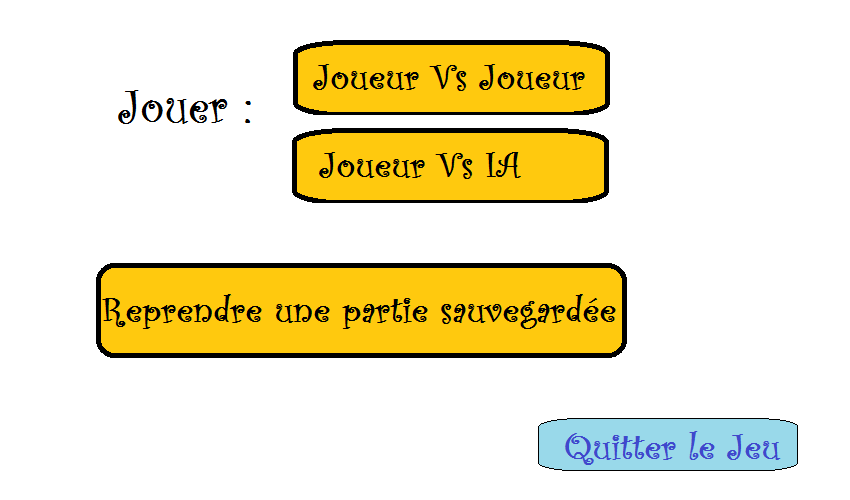 Joueur Vs Joueur
Jouer :
Joueur Vs IA
Reprendre une partie sauvegardée
Quitter le Jeu